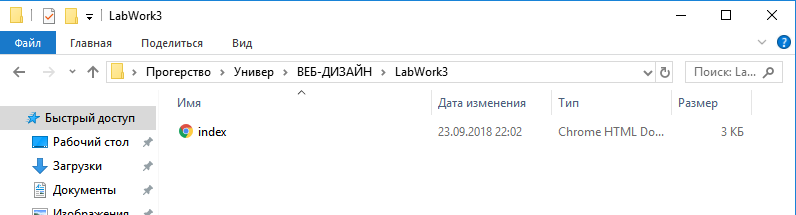 LabWork3
Файл Главная Поделиться Вид
Прогерство Универ ВЕБ-ДИЗАЙН LabWork3 Поиск: La...
Имя Дата изменения Тип Размер
Быстрый доступ
index 23.09.2018 22:02 Chrome HTML Do... 3 КБ
Рабочий стол
Загрузки
Документы
Изображения